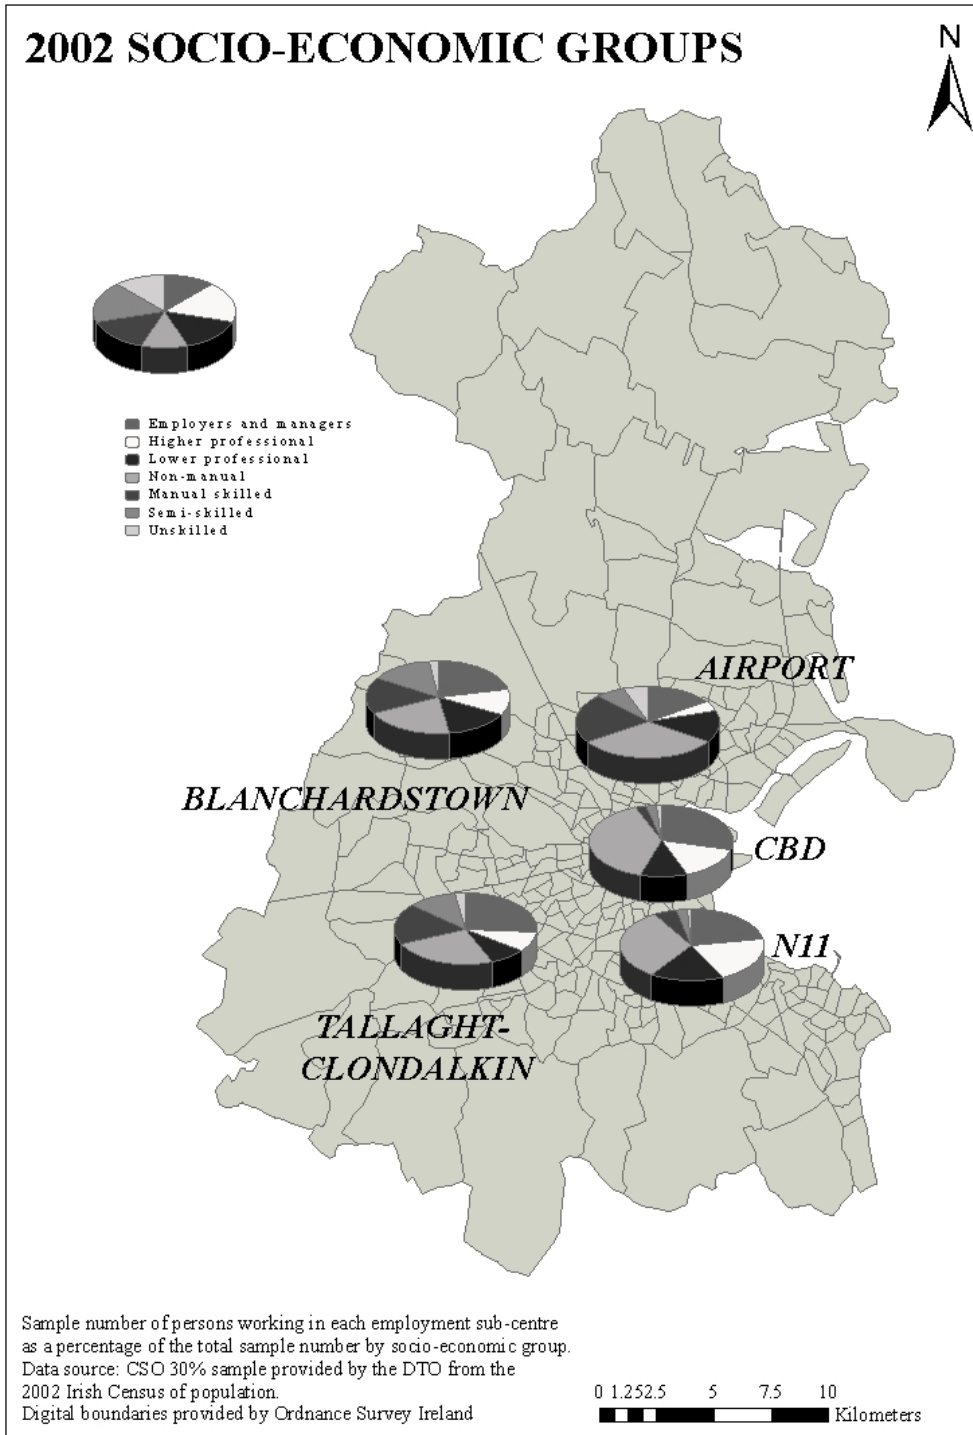 2002 SOCIO-ECONOMIC GROUPS
N
Employers and managers
Higher professional
Lower professional
Non-manual
Manual skilled
Semi-skilled
Unskilled
AIRPORT
BLANCHARDSTOWN
CBD
N11
TALLAGHT-
CLONDALKIN
Sample number of persons working in each employment sub-centre
as a percentage of the total sample number by socio-economic group.
Data source: CSO 30% sample provided by the DTO from the
2002 Irish Census of population.
Digital boundaries provided by Ordnance Survey Ireland
0 1.252.5 5 7.5 10
Kilometers